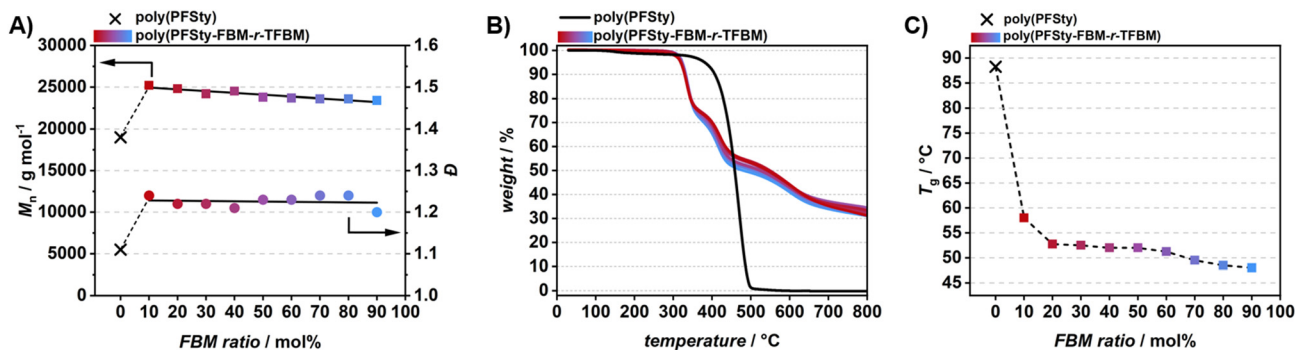 A)
poly(PFSty)
poly(PFSty-FBM-r-TFBM)
30000
25000
20000
15000
10000
5000
0
Mn / g mol-1
1.6
1.5
1.4
1.3
1.2
1.1
1.0
Đ
0 10 20 30 40 50 60 70 80 90 100
FBM ratio / mol%
B)
poly(PFSty)
poly(PFSty-FBM-r-TFBM)
100
90
80
70
60
50
40
30
20
10
0
weight / %
0 100 200 300 400 500 600 700 800
temperature / °C
C)
poly(PFSty)
poly(PFSty-FBM-r-TFBM)
90
85
80
75
70
65
60
55
50
45
Tg / °C
0 10 20 30 40 50 60 70 80 90 100
FBM ratio / mol%